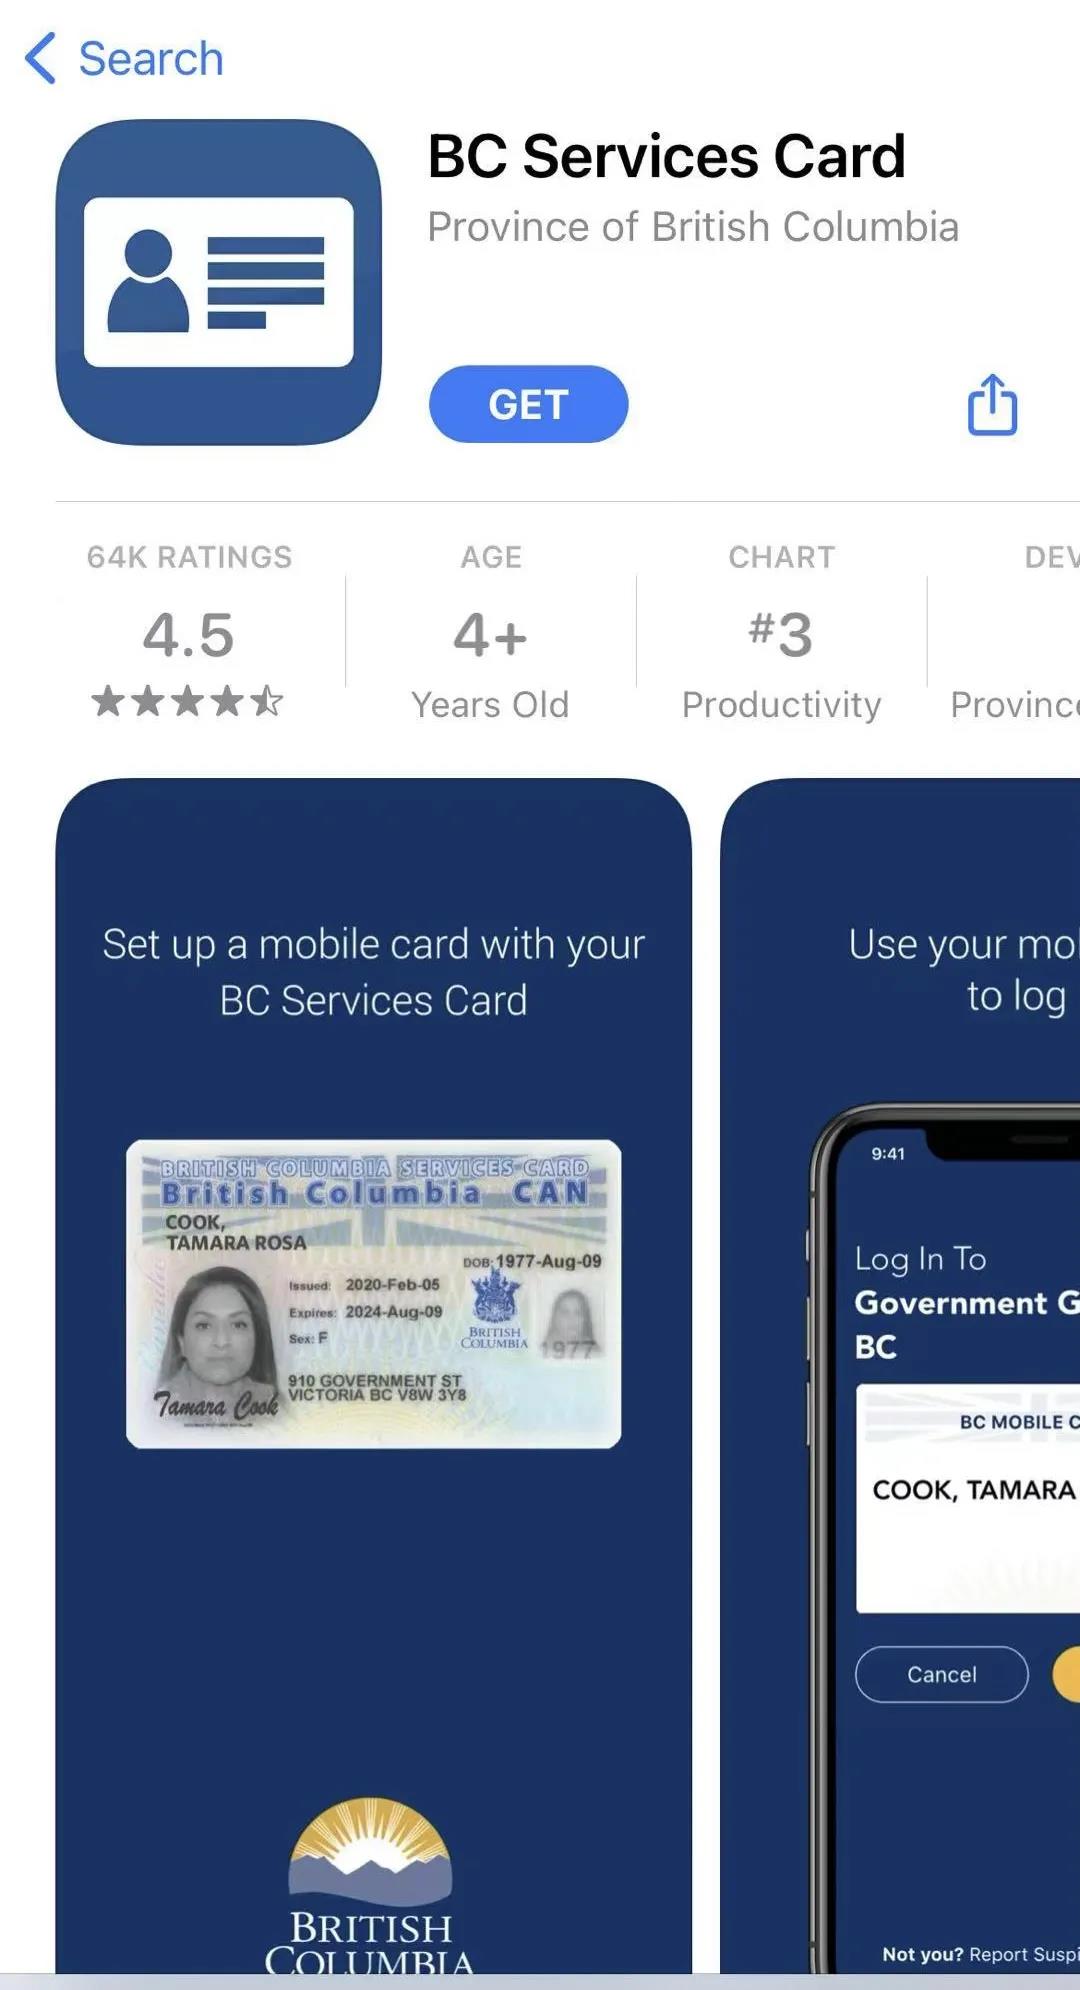 Search
BC Services Card
Province of British Columbia
GET
64K RATINGS
4.5
AGE
4+
Years Old
CHART
#3
Productivity
DEV
Province
Set up a mobile card with your
BC Services Card
BRITISH COLUMBIA SERVICES CARD
British Columbia CAN
COOK,
TAMARA ROSA
DOB: 1977-Aug-09
Issued: 2020-Feb-05
Expires: 2024-Aug-09
Sex: F
BRITISH
COLUMBIA
1977
910 GOVERNMENT ST
VICTORIA BC V8W 3Y8
Tamara Cook
BRITISH
COLUMBIA
Use your mo
to log
9:41
Log In To
Government G
BC
BC MOBILE C
COOK, TAMARA
Cancel
Not you? Report Suspi